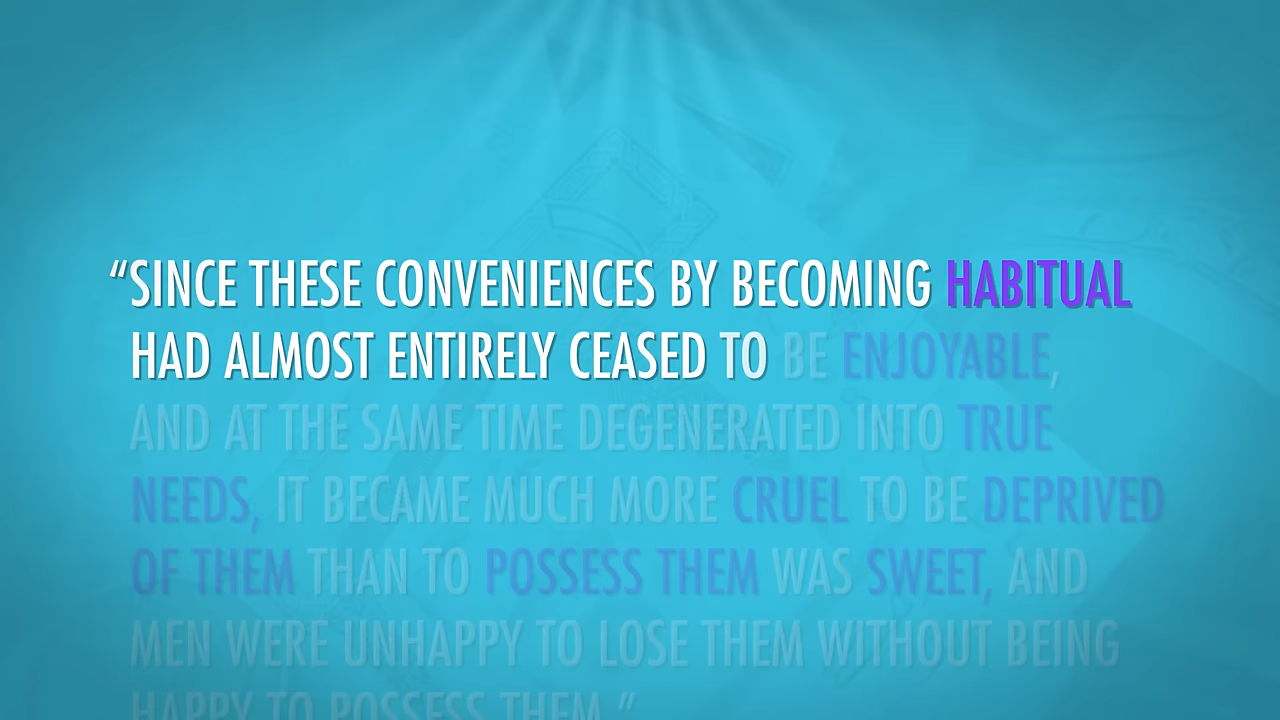 “SINCE THESE CONVENIENCES BY BECOMING HABITUAL
HAD ALMOST ENTIRELY CEASED TO BE ENJOYABLE,
AND AT THE SAME TIME DEGENERATED INTO TRUE
NEEDS, IT BECAME MUCH MORE CRUEL TO BE DEPRIVED
OF THEM THAN TO POSSESS THEM WAS SWEET, AND
MEN WERE UNHAPPY TO LOSE THEM WITHOUT BEING
HAPPY TO POSSESS THEM.”